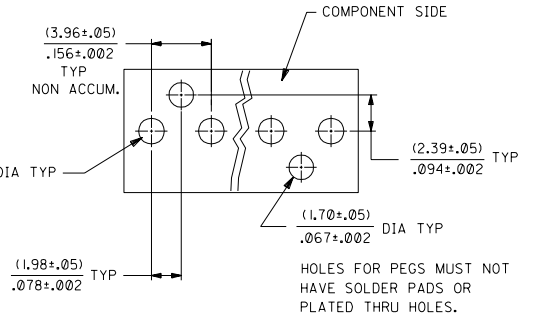 COMPONENT SIDE
(3.96±.05)
.156±.002
TYP
NON ACCUM.
DIA TYP
(2.39±.05)
.094±.002 TYP
(1.70±.05)
.067±.002 DIA TYP
(1.98±.05)
.078±.002 TYP
HOLES FOR PEGS MUST NOT
HAVE SOLDER PADS OR
PLATED THRU HOLES.